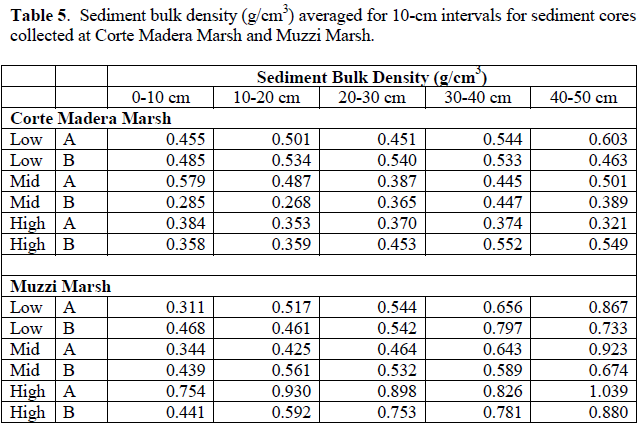 Table 5. Sediment bulk density (g/cm³) averaged for 10-cm intervals for sediment cores
collected at Corte Madera Marsh and Muzzi Marsh.
Sediment Bulk Density (g/cm³)
0-10 cm 10-20 cm 20-30 cm 30-40 cm 40-50 cm
Corte Madera Marsh
Low A 0.455 0.501 0.451 0.544 0.603
Low B 0.485 0.534 0.540 0.533 0.463
Mid A 0.579 0.487 0.387 0.445 0.501
Mid B 0.285 0.268 0.365 0.447 0.389
High A 0.384 0.353 0.370 0.374 0.321
High B 0.358 0.359 0.453 0.552 0.549
Muzzi Marsh
Low A 0.311 0.517 0.544 0.656 0.867
Low B 0.468 0.461 0.542 0.797 0.733
Mid A 0.344 0.425 0.464 0.643 0.923
Mid B 0.439 0.561 0.532 0.589 0.674
High A 0.754 0.930 0.898 0.826 1.039
High B 0.441 0.592 0.753 0.781 0.880